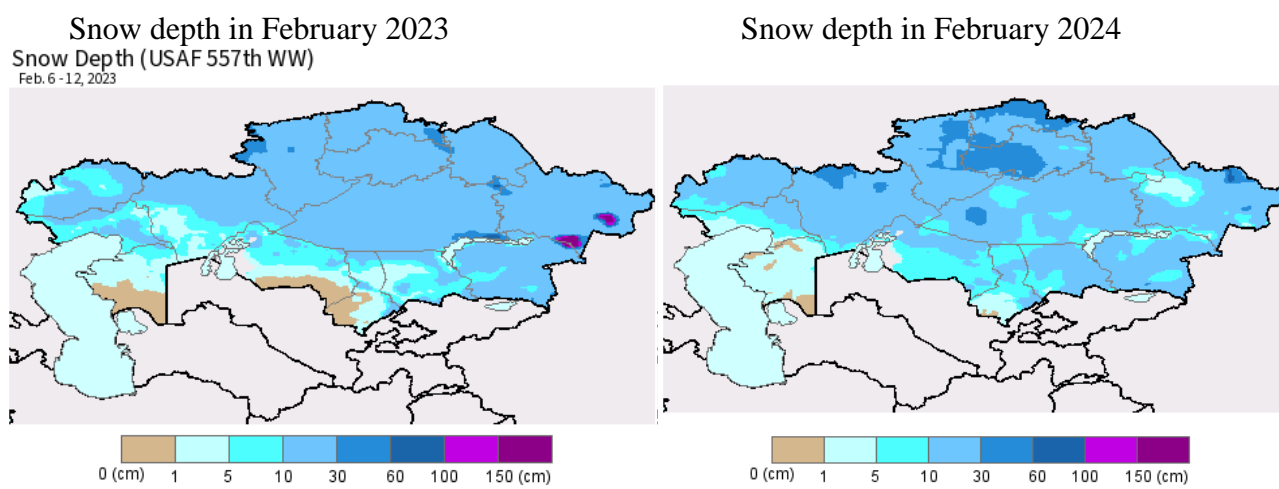 Snow depth in February 2023
Snow depth in February 2024
Snow Depth (USAF 557th WW)
Feb. 6 - 12, 2023
0 (cm) 1 5 10 30 60 100 150 (cm)
0 (cm) 1 5 10 30 60 100 150 (cm)